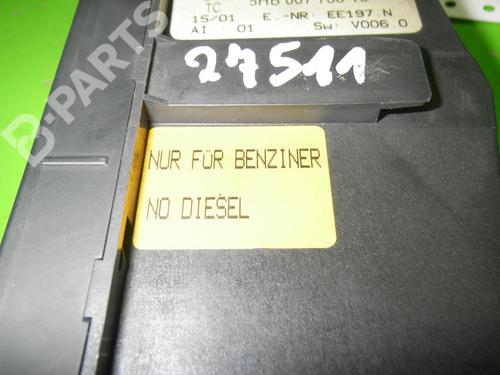 TC
15/01 E.-NR: EE197.N
AI : 01 SW: V006.0
27511
NUR FÜR BENZINER
NO DIESEL
B-PARTS